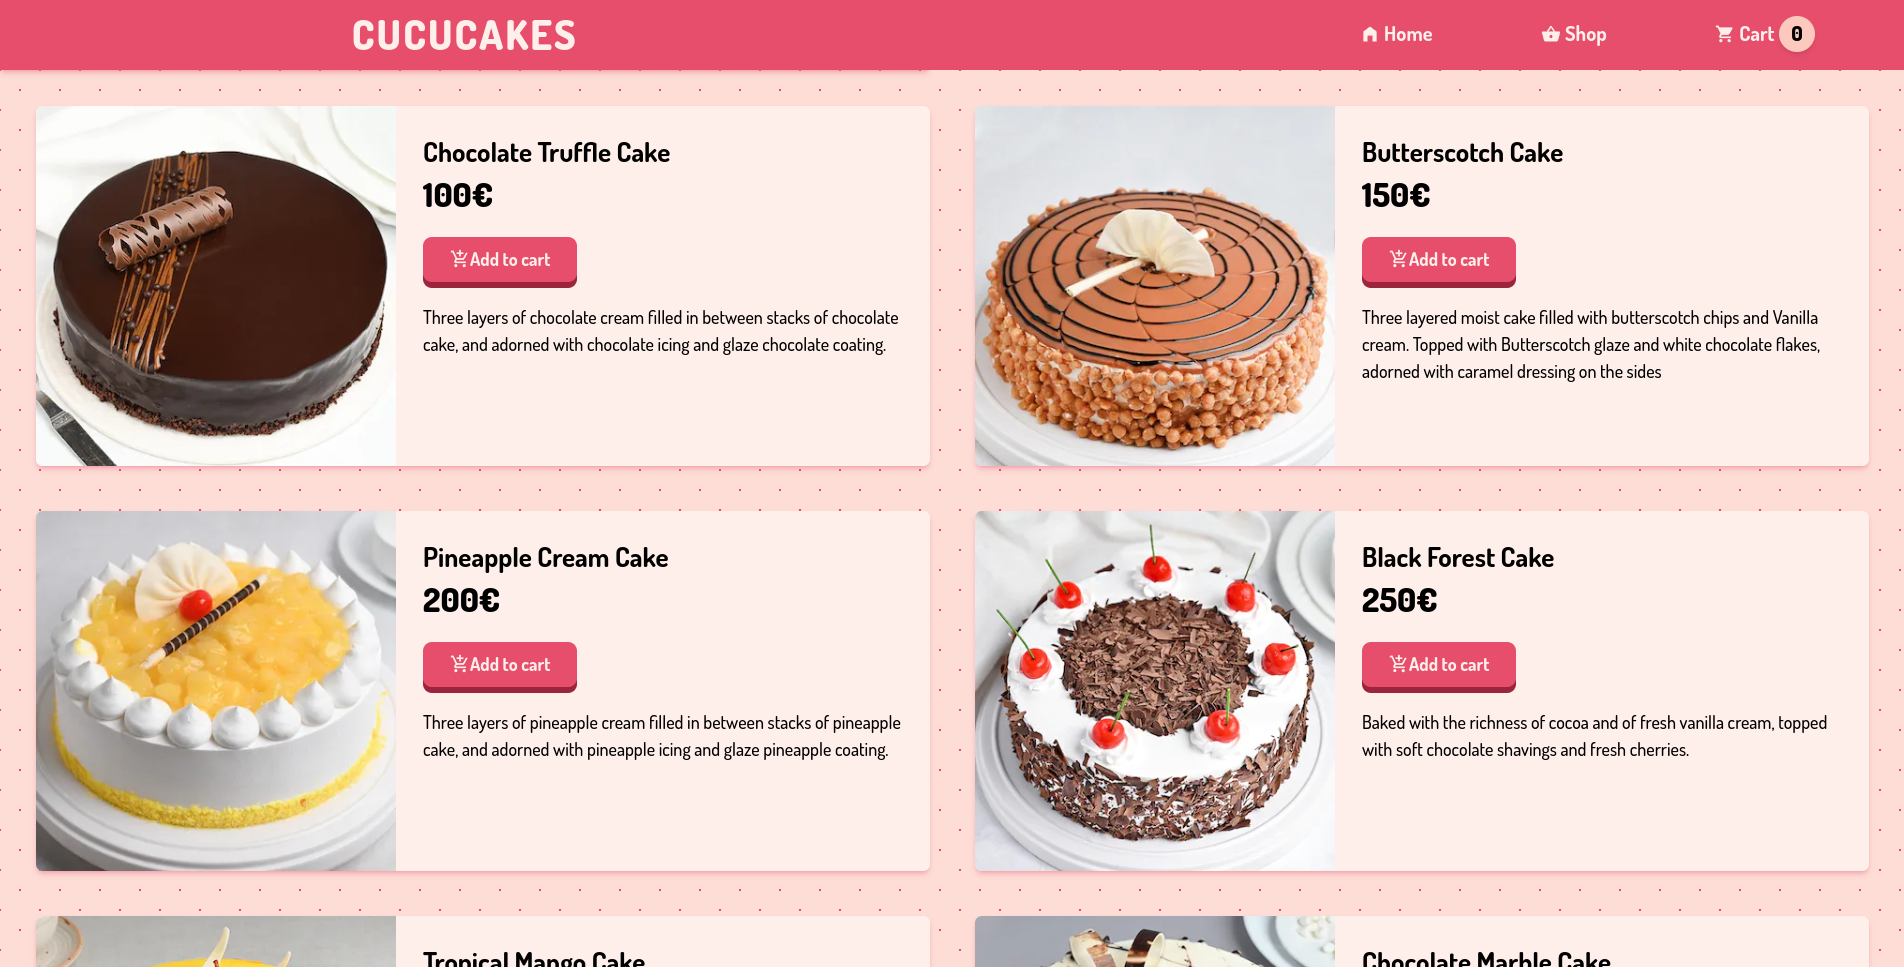 CUCUCAKES
Home
Shop
Cart 0
Chocolate Truffle Cake
100€
Add to cart
Three layers of chocolate cream filled in between stacks of chocolate
cake, and adorned with chocolate icing and glaze chocolate coating.
Butterscotch Cake
150€
Add to cart
Three layered moist cake filled with butterscotch chips and Vanilla
cream. Topped with Butterscotch glaze and white chocolate flakes,
adorned with caramel dressing on the sides
Pineapple Cream Cake
200€
Add to cart
Three layers of pineapple cream filled in between stacks of pineapple
cake, and adorned with pineapple icing and glaze pineapple coating.
Black Forest Cake
250€
Add to cart
Baked with the richness of cocoa and of fresh vanilla cream, topped
with soft chocolate shavings and fresh cherries.
Tropical Mango Cake
Chocolate Marble Cake